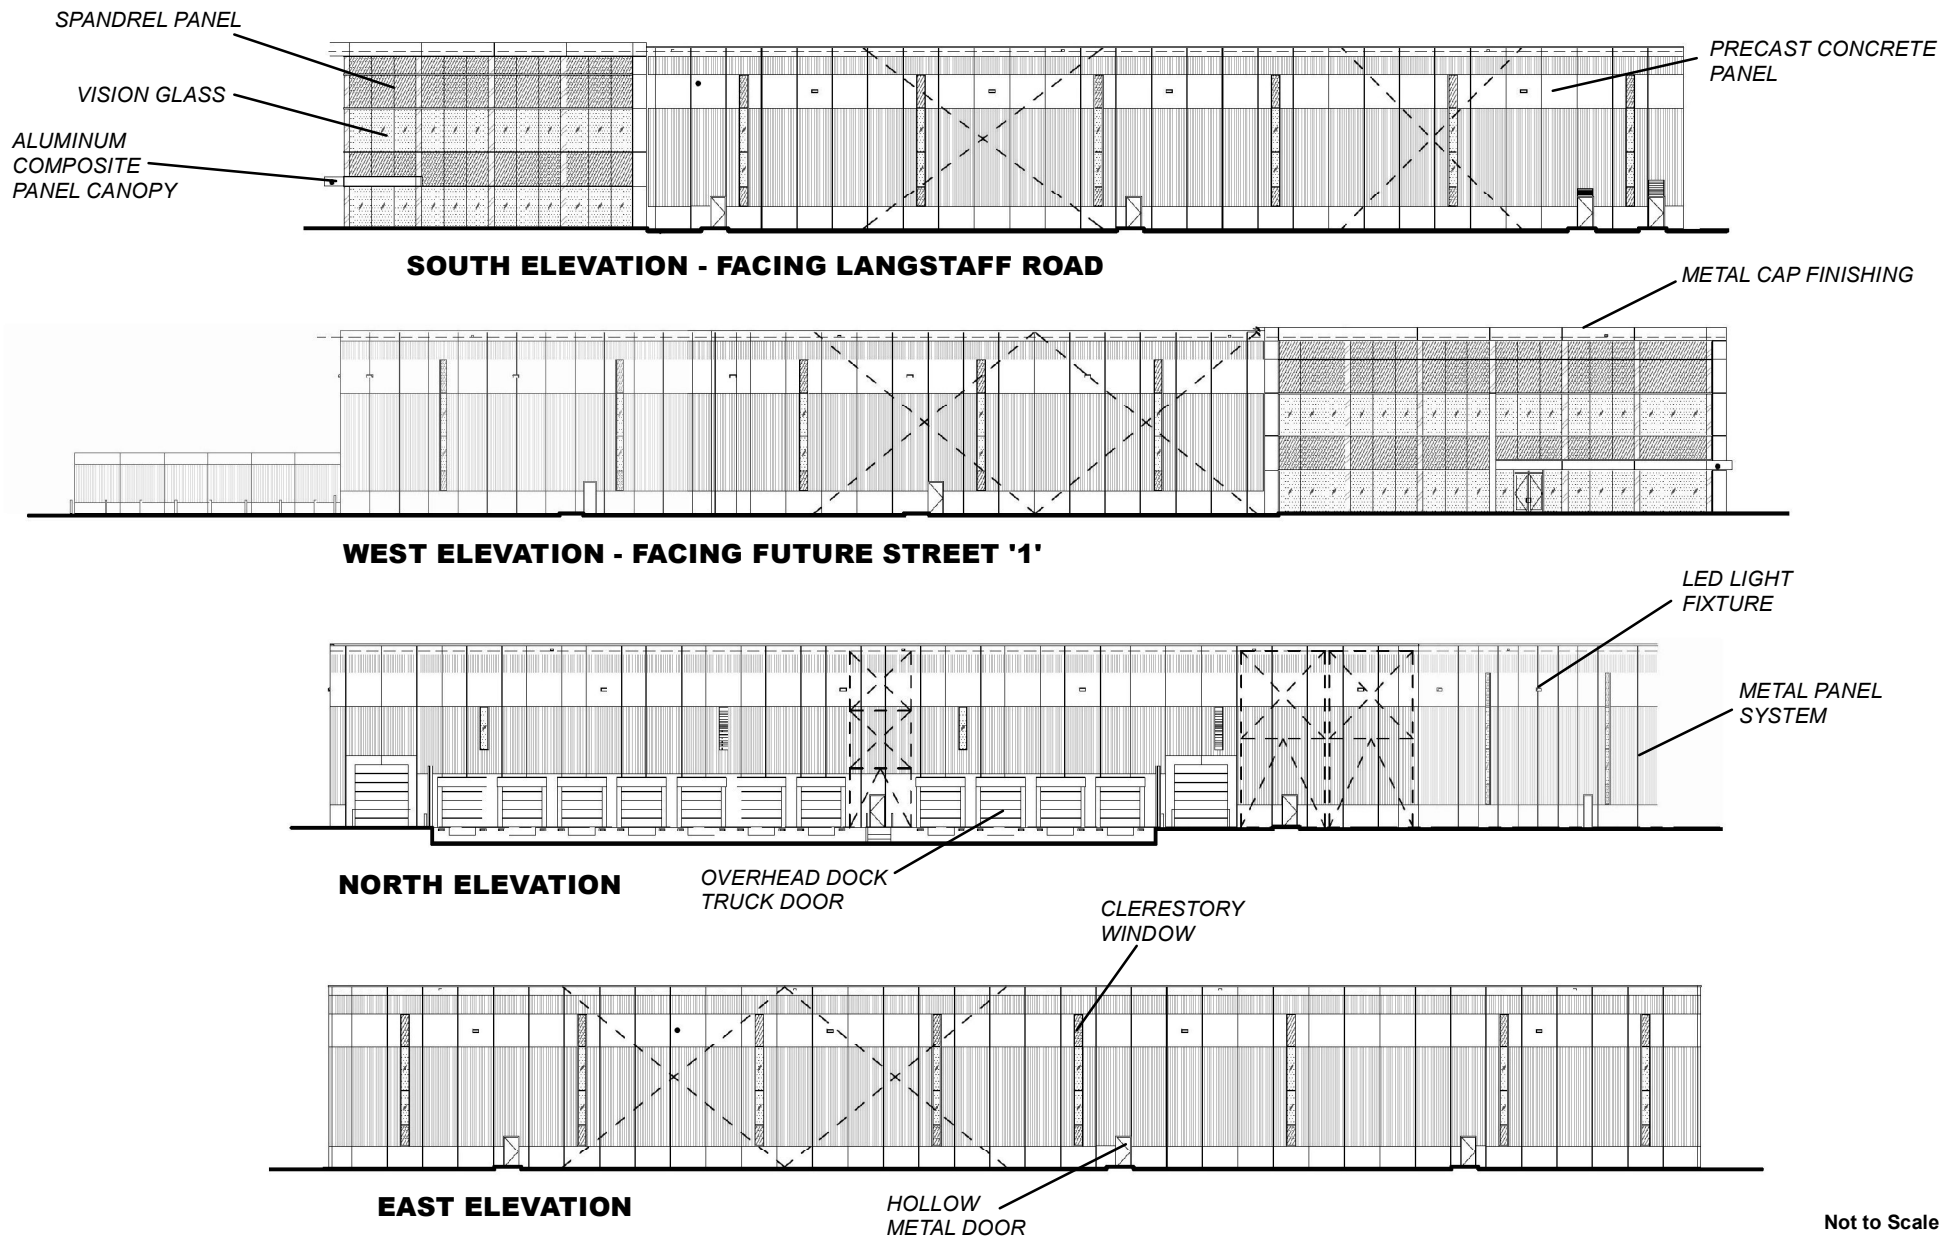 SPANDREL PANEL
VISION GLASS
ALUMINUM
COMPOSITE
PANEL CANOPY
PRECAST CONCRETE
PANEL
SOUTH ELEVATION - FACING LANGSTAFF ROAD
METAL CAP FINISHING
WEST ELEVATION - FACING FUTURE STREET '1'
LED LIGHT
FIXTURE
METAL PANEL
SYSTEM
NORTH ELEVATION
OVERHEAD DOCK
TRUCK DOOR
CLERESTORY
WINDOW
EAST ELEVATION
HOLLOW
METAL DOOR
Not to Scale